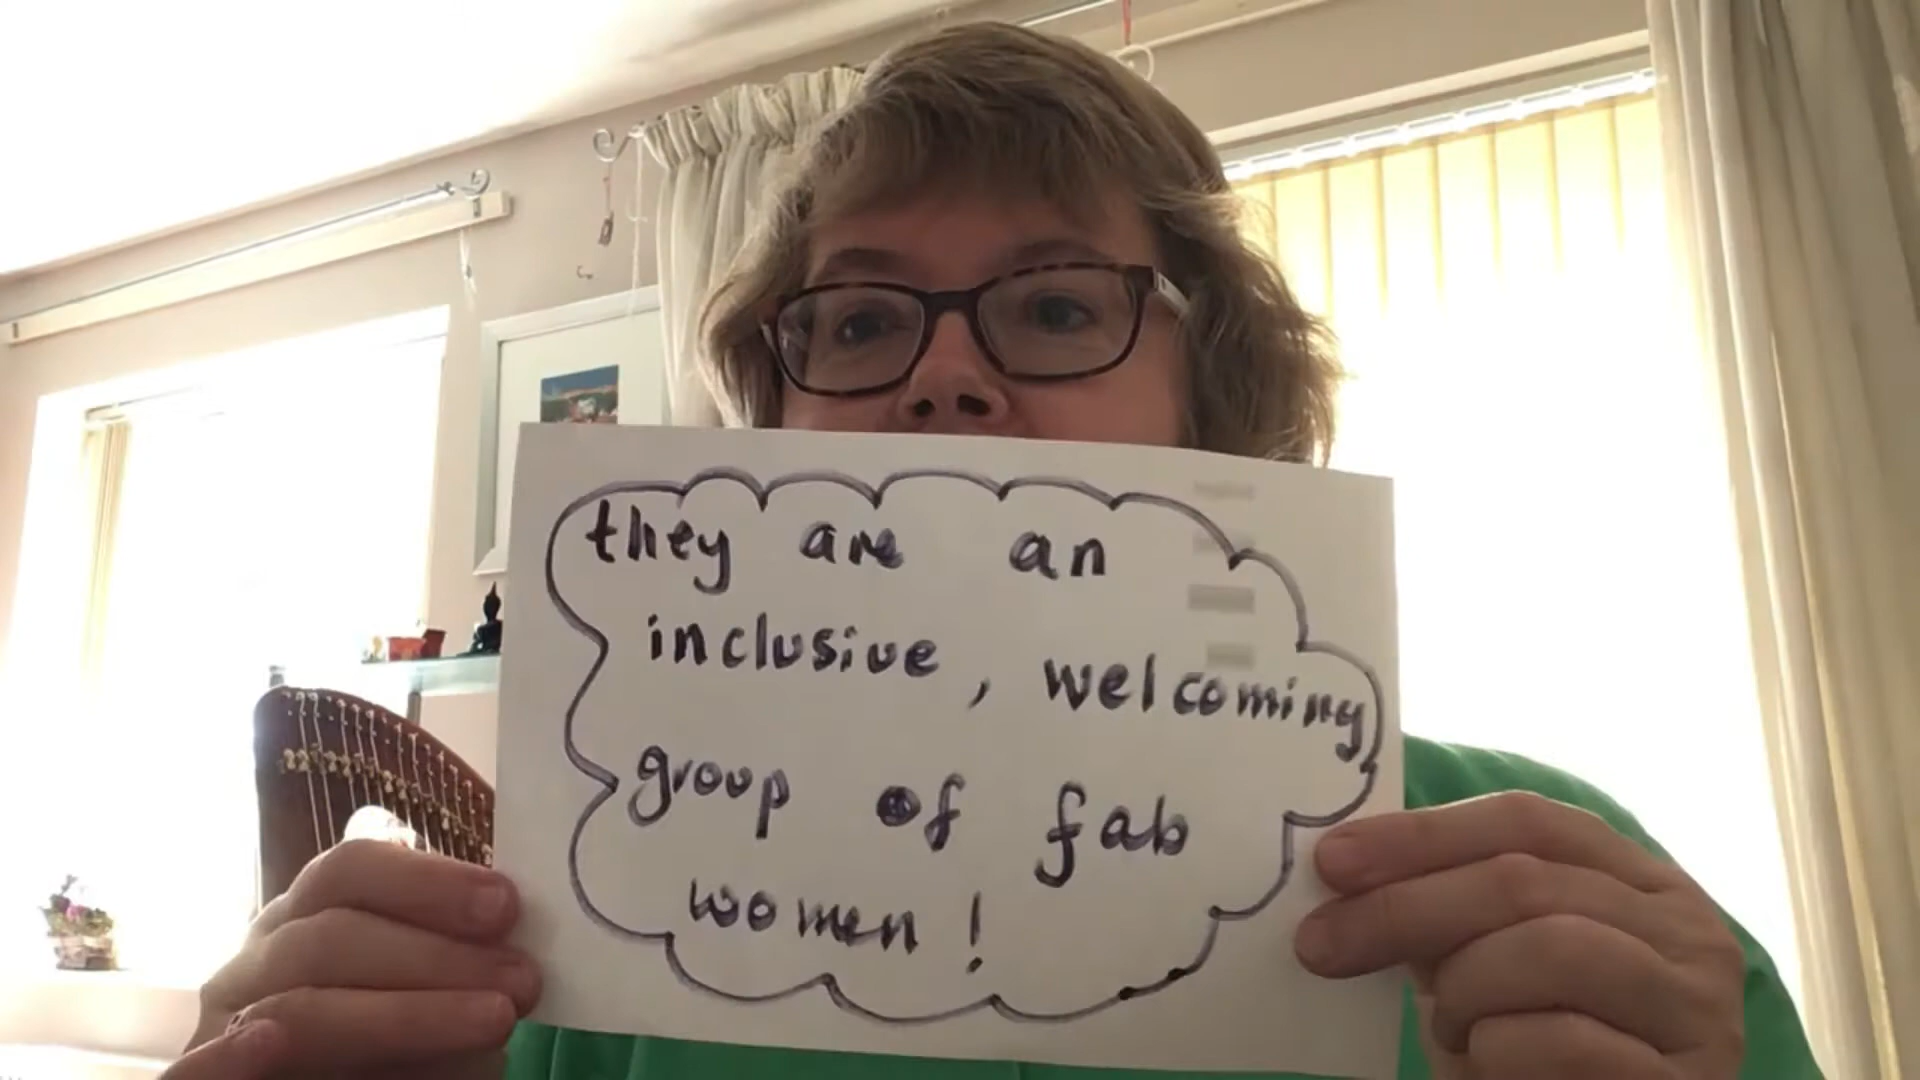 they are an
inclusive, welcoming
group of fab
women!